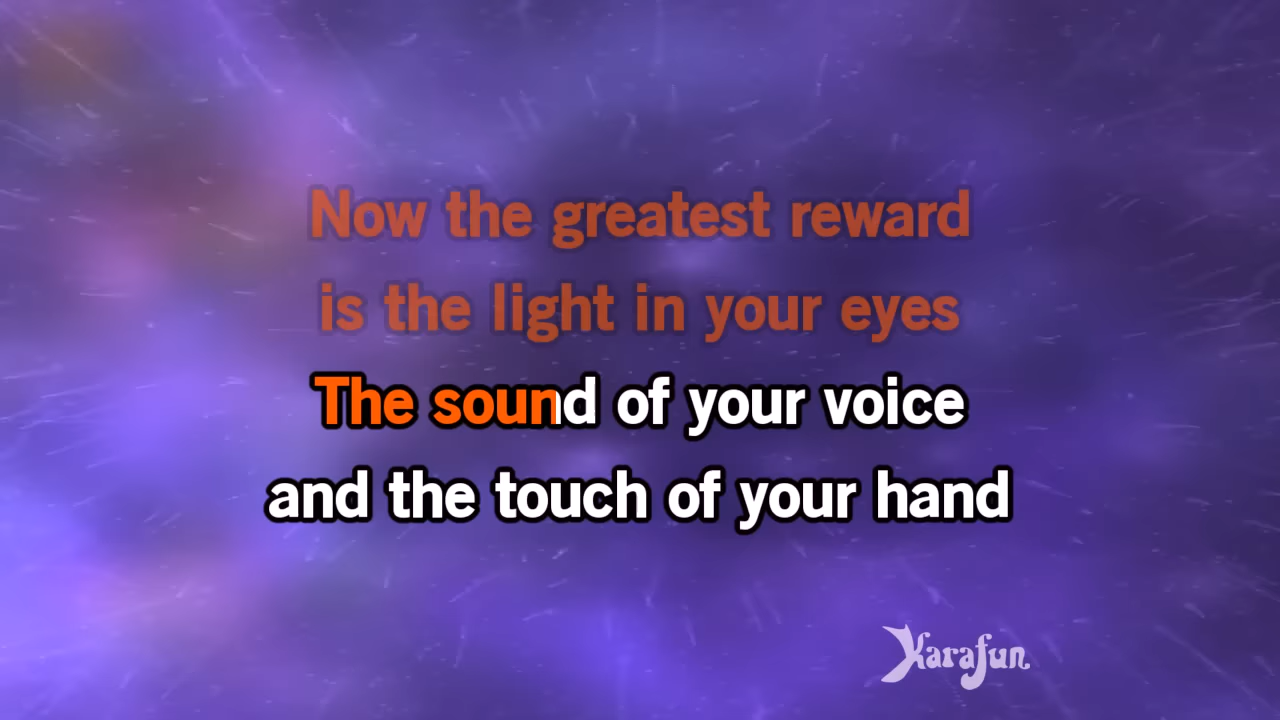 Now the greatest reward
is the light in your eyes
The sound of your voice
and the touch of your hand
Karafun